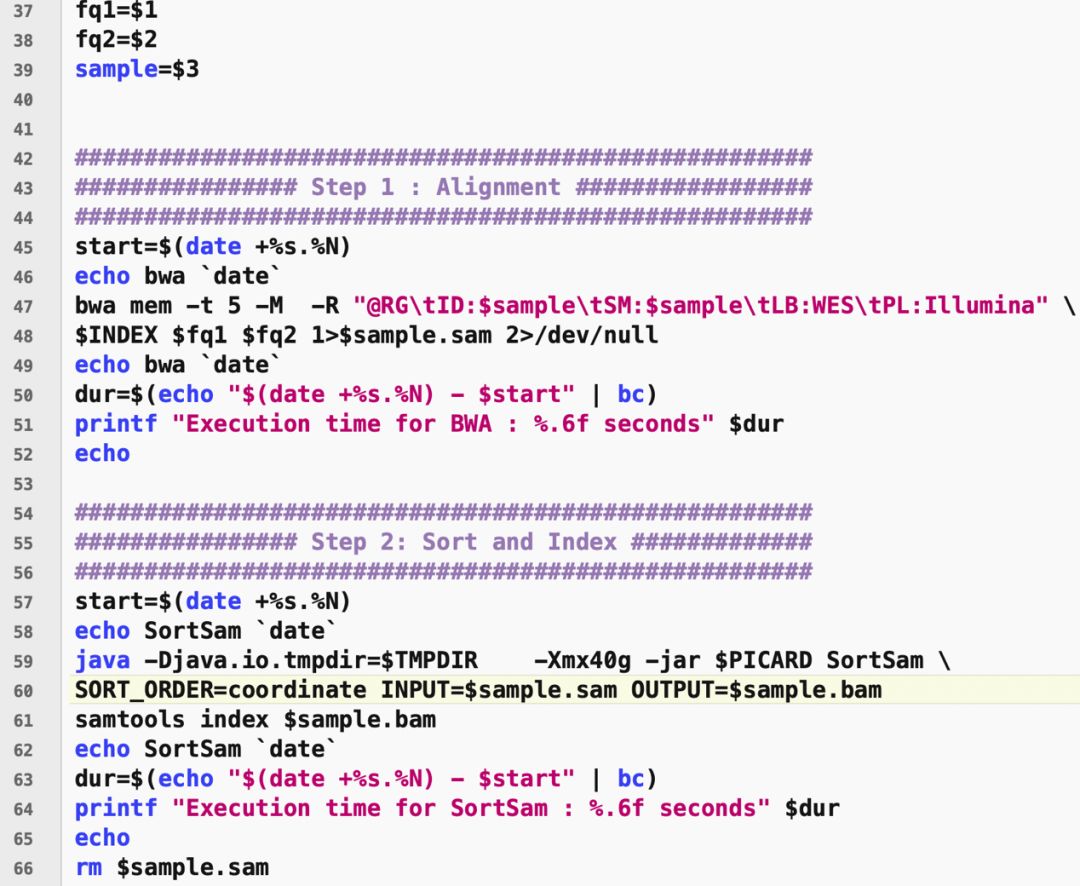 37 fq1=$1
38 fq2=$2
39 sample=$3
40
41
42 #####################################################
43 ################ Step 1 : Alignment #################
44 #####################################################
45 start=$(date +%s.%N)
46 echo bwa `date`
47 bwa mem -t 5 -M  -R "@RG\tID:$sample\tSM:$sample\tLB:WES\tPL:Illumina" \
48 $INDEX $fq1 $fq2 1>$sample.sam 2>/dev/null
49 echo bwa `date`
50 dur=$(echo "$(date +%s.%N) - $start" | bc)
51 printf "Execution time for BWA : %.6f seconds" $dur
52 echo
53
54 #####################################################
55 ################ Step 2: Sort and Index #############
56 #####################################################
57 start=$(date +%s.%N)
58 echo SortSam `date`
59 java -Djava.io.tmpdir=$TMPDIR    -Xmx40g -jar $PICARD SortSam \
60 SORT_ORDER=coordinate INPUT=$sample.sam OUTPUT=$sample.bam
61 samtools index $sample.bam
62 echo SortSam `date`
63 dur=$(echo "$(date +%s.%N) - $start" | bc)
64 printf "Execution time for SortSam : %.6f seconds" $dur
65 echo
66 rm $sample.sam